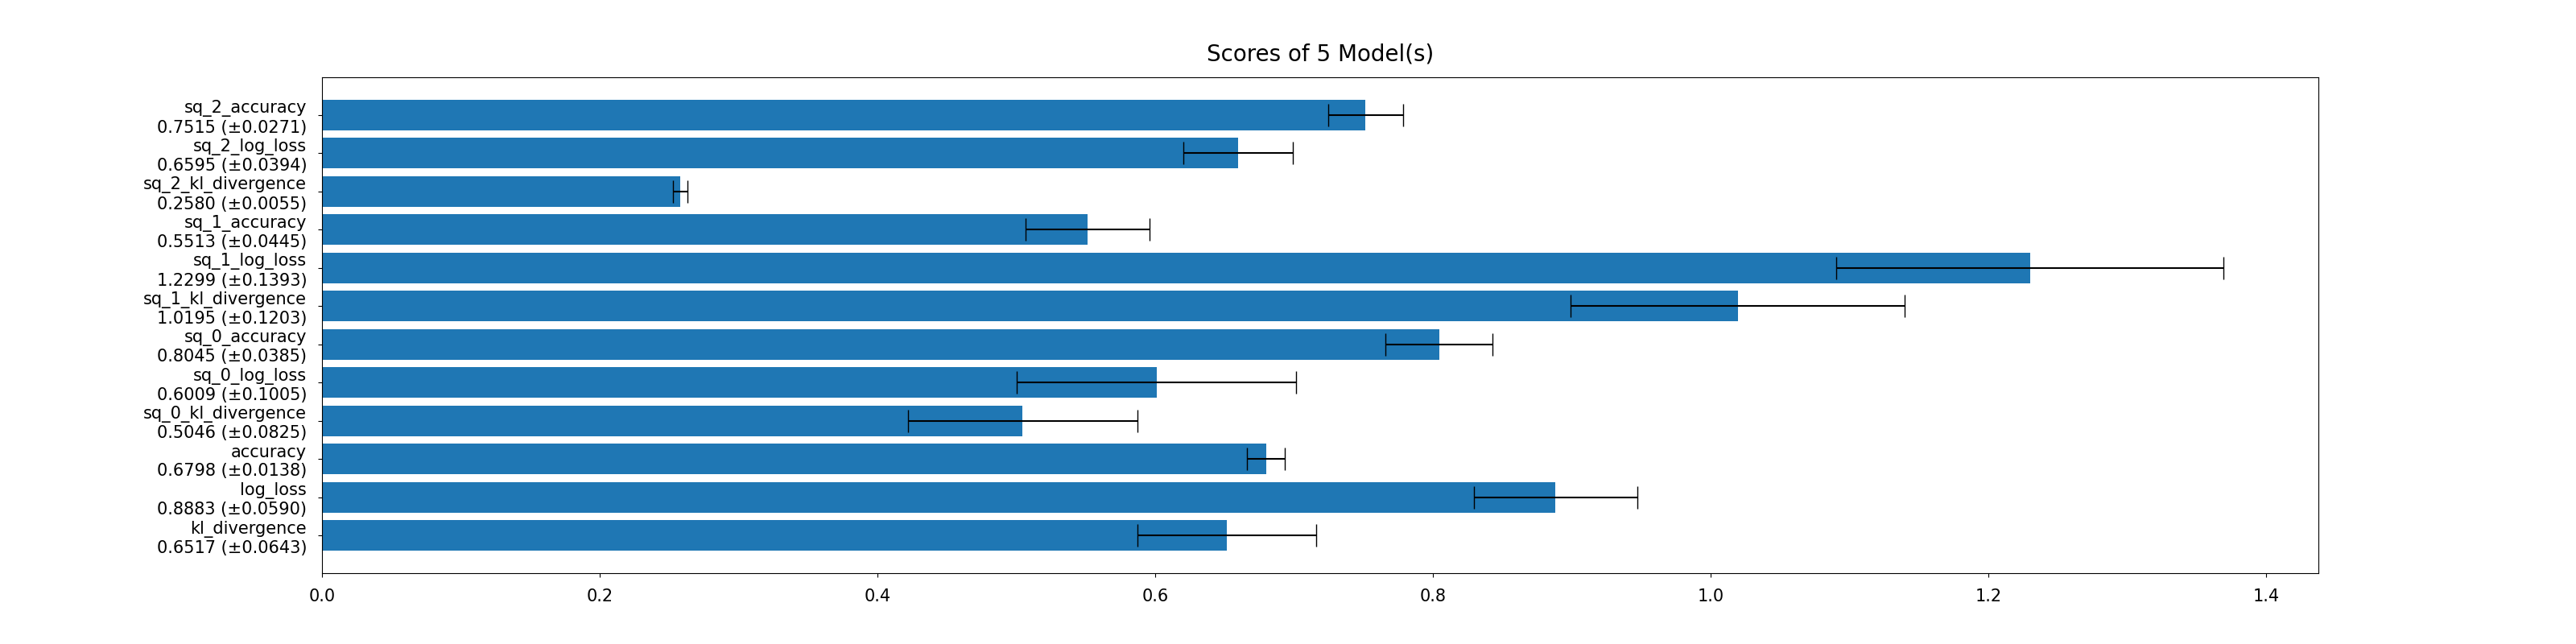 Scores of 5 Model(s)
sq_2_accuracy
0.7515 (±0.0271)
sq_2_log_loss
0.6595 (±0.0394)
sq_2_kl_divergence
0.2580 (±0.0055)
sq_1_accuracy
0.5513 (±0.0445)
sq_1_log_loss
1.2299 (±0.1393)
sq_1_kl_divergence
1.0195 (±0.1203)
sq_0_accuracy
0.8045 (±0.0385)
sq_0_log_loss
0.6009 (±0.1005)
sq_0_kl_divergence
0.5046 (±0.0825)
accuracy
0.6798 (±0.0138)
log_loss
0.8883 (±0.0590)
kl_divergence
0.6517 (±0.0643)
0.0 0.2 0.4 0.6 0.8 1.0 1.2 1.4